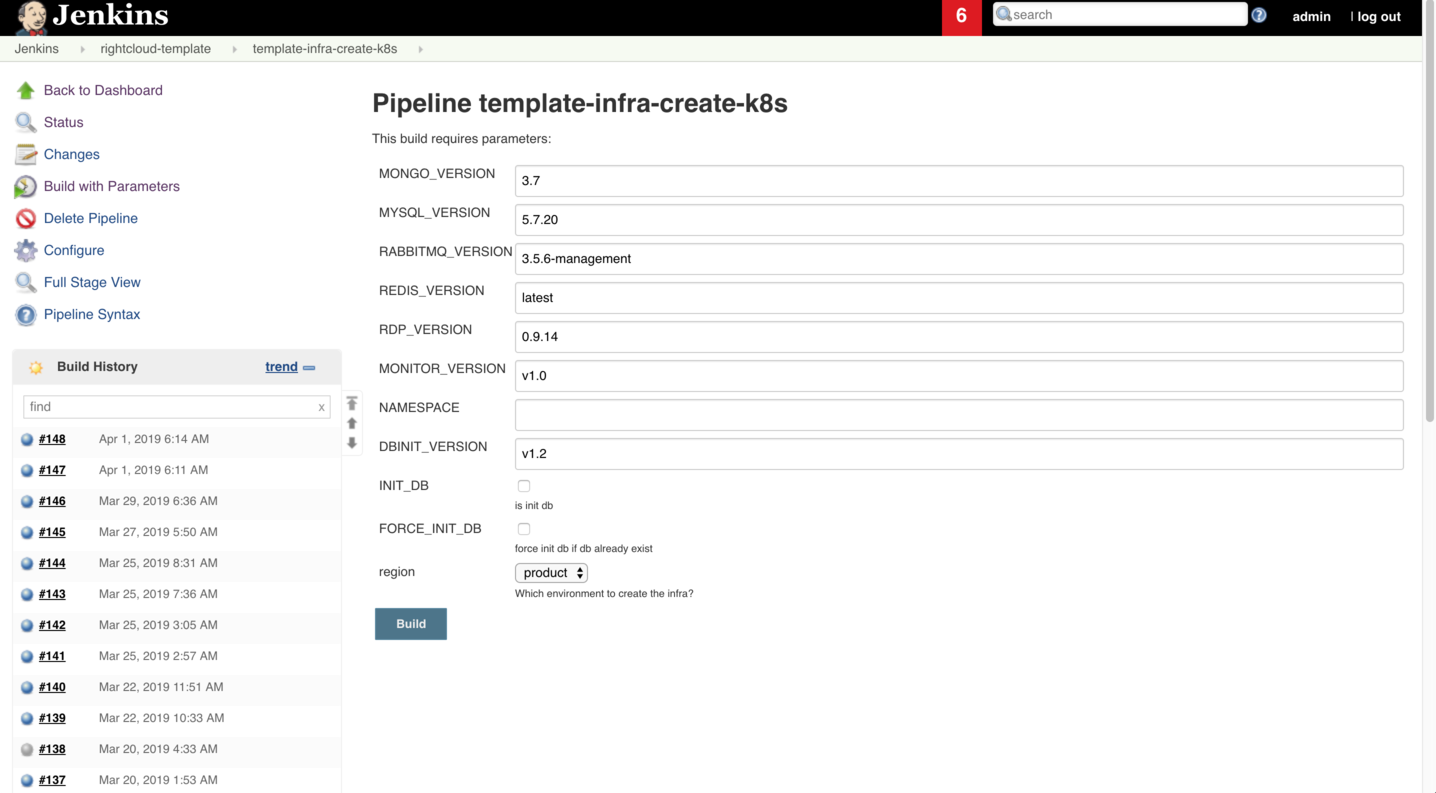 Jenkins
6
search
admin
| log out
Jenkins
rightcloud-template
template-infra-create-k8s
Back to Dashboard
Status
Changes
Build with Parameters
Delete Pipeline
Configure
Full Stage View
Pipeline Syntax
Build History
trend
find
x
#148 Apr 1, 2019 6:14 AM
#147 Apr 1, 2019 6:11 AM
#146 Mar 29, 2019 6:36 AM
#145 Mar 27, 2019 5:50 AM
#144 Mar 25, 2019 8:31 AM
#143 Mar 25, 2019 7:36 AM
#142 Mar 25, 2019 3:05 AM
#141 Mar 25, 2019 2:57 AM
#140 Mar 22, 2019 11:51 AM
#139 Mar 22, 2019 10:33 AM
#138 Mar 20, 2019 4:33 AM
#137 Mar 20, 2019 1:53 AM
Pipeline template-infra-create-k8s
This build requires parameters:
MONGO_VERSION 3.7
MYSQL_VERSION 5.7.20
RABBITMQ_VERSION 3.5.6-management
REDIS_VERSION latest
RDP_VERSION 0.9.14
MONITOR_VERSION v1.0
NAMESPACE
DBINIT_VERSION v1.2
INIT_DB
is init db
FORCE_INIT_DB
force init db if db already exist
region product
Which environment to create the infra?
Build